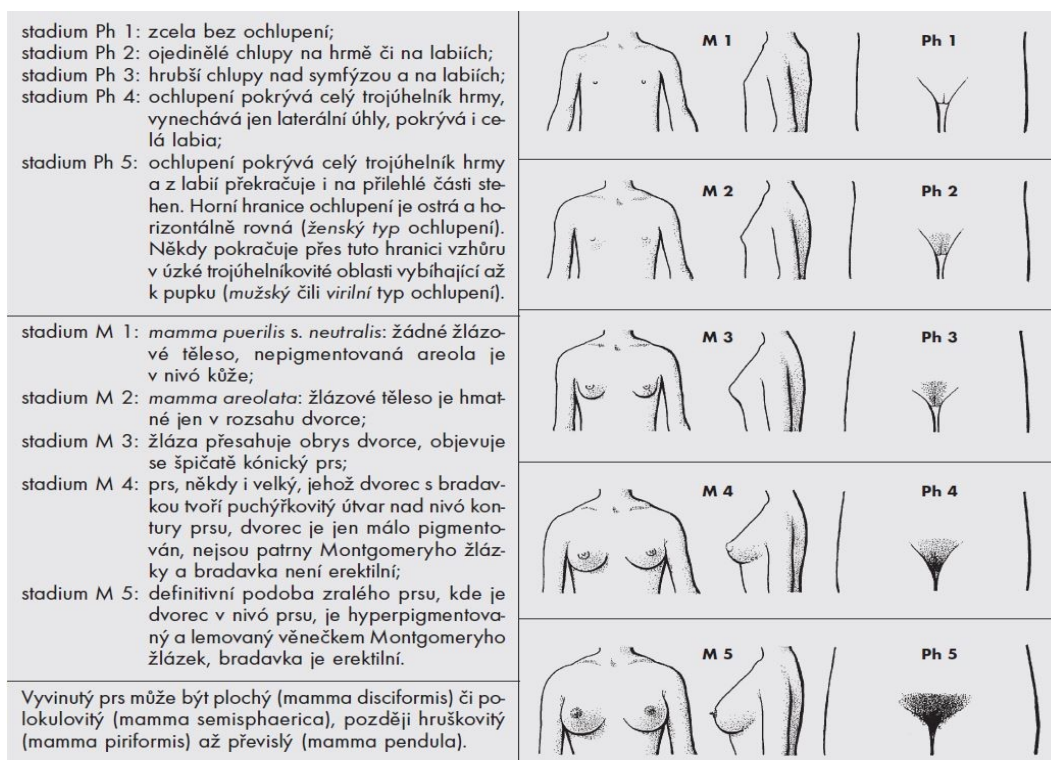 stadium Ph 1: zcela bez ochlupení;
stadium Ph 2: ojedinělé chlupy na hrmě či na labiích;
stadium Ph 3: hrubší chlupy nad symfýzou a na labiích;
stadium Ph 4: ochlupení pokrývá celý trojúhelník hrmy,
vynechává jen laterální úhly, pokrývá i ce-
lá labia;
stadium Ph 5: ochlupení pokrývá celý trojúhelník hrmy
a z labií překračuje i na přilehlé části ste-
hen. Horní hranice ochlupení je ostrá a ho-
rizontálně rovná (ženský typ ochlupení).
Někdy pokračuje přes tuto hranici vzhůru
v úzké trojúhelníkovité oblasti vybíhající až
k pupku (mužský čili virilní typ ochlupení).
stadium M 1: mamma puerilis s. neutralis: žádné žlázo-
vé těleso, nepigmentovaná areola je
v nivó kůže;
stadium M 2: mamma areolata: žlázové těleso je hmat-
né jen v rozsahu dvorce;
stadium M 3: žláza přesahuje obrys dvorce, objevuje
se špičatě kónický prs;
stadium M 4: prs, někdy i velký, jehož dvorec s bradav-
kou tvoří puchýřkovitý útvar nad nivó kon-
tury prsu, dvorec je jen málo pigmento-
ván, nejsou patrny Montgomeryho žláz-
ky a bradavka není erektilní;
stadium M 5: definitivní podoba zralého prsu, kde je
dvorec v nivó prsu, je hyperpigmentova-
ný a lemovaný věnečkem Montgomeryho
žlázek, bradavka je erektilní.
Vyvinutý prs může být plochý (mamma disciformis) či po-
lokulovitý (mamma semisphaerica), později hruškovitý
(mamma piriformis) až převislý (mamma pendula).
M 1 Ph 1
M 2 Ph 2
M 3 Ph 3
M 4 Ph 4
M 5 Ph 5